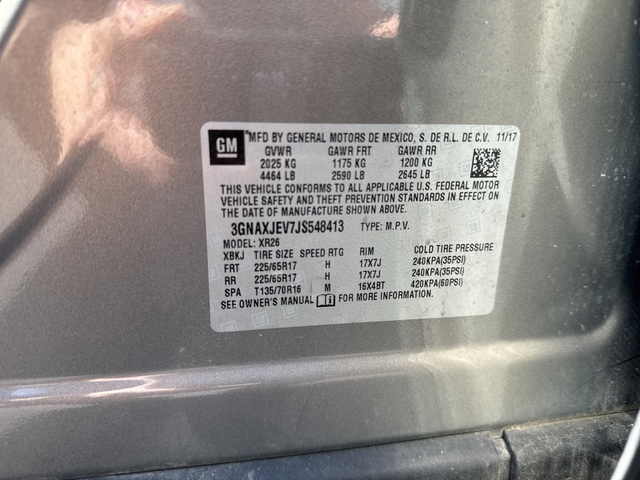 GM
MFD BY GENERAL MOTORS DE MEXICO, S. DE R.L. DE C.V. 11/17
GVWR GAWR FRT GAWR RR
2025 KG 1175 KG 1200 KG
4464 LB 2590 LB 2645 LB
THIS VEHICLE CONFORMS TO ALL APPLICABLE U.S. FEDERAL MOTOR
VEHICLE SAFETY AND THEFT PREVENTION STANDARDS IN EFFECT ON
THE DATE OF MANUFACTURE SHOWN ABOVE.
3GNAXJEV7JS548413 TYPE: M.P.V.
MODEL: XR26
XBKJ TIRE SIZE SPEED RTG RIM COLD TIRE PRESSURE
FRT 225/65R17 H 17X7J 240KPA(35PSI)
RR 225/65R17 H 17X7J 240KPA(35PSI)
SPA T135/70R16 M 16X4BT 420KPA(60PSI)
SEE OWNER'S MANUAL FOR MORE INFORMATION.